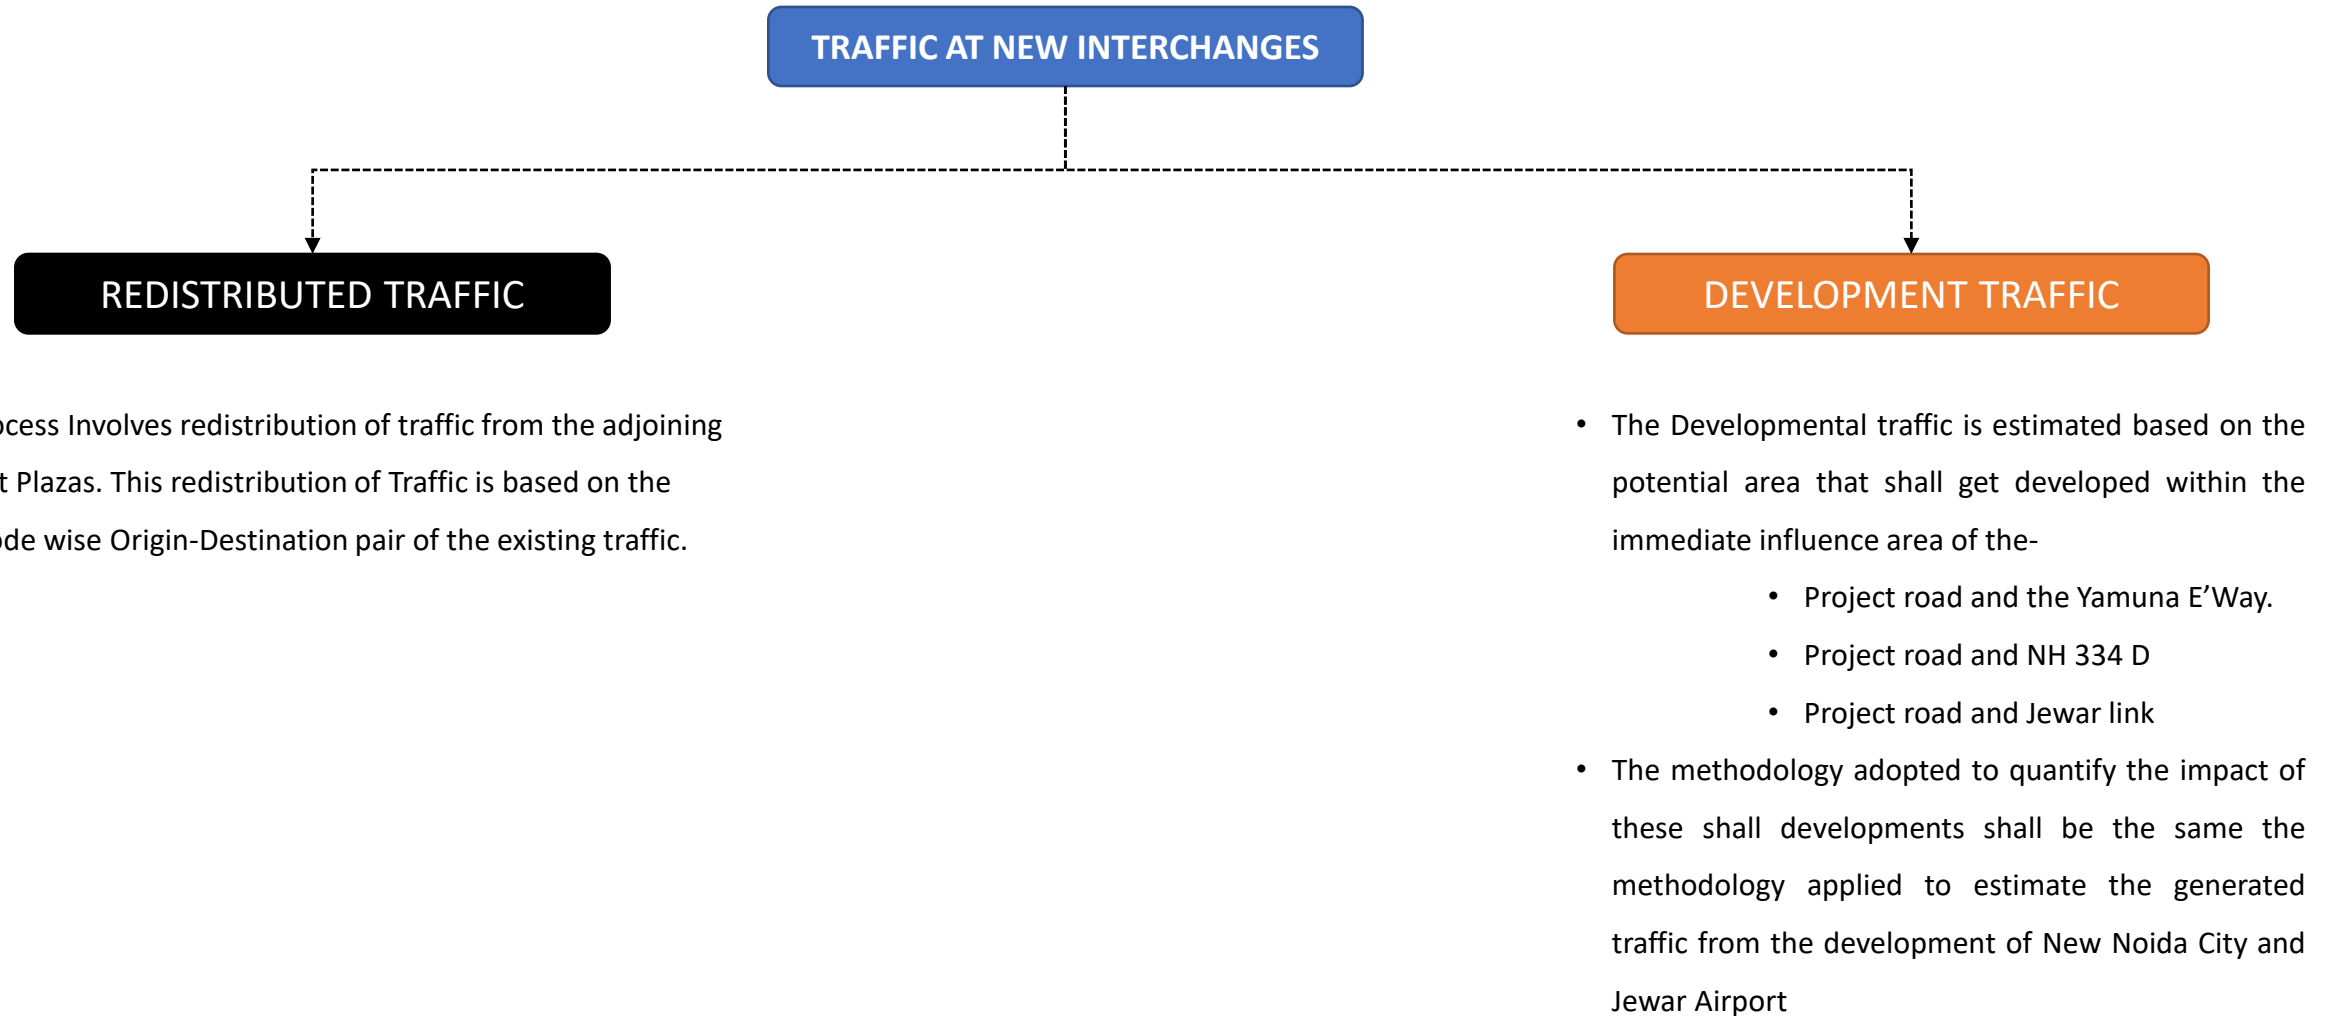 TRAFFIC AT NEW INTERCHANGES
REDISTRIBUTED TRAFFIC
Involves redistribution of traffic from the adjoining
Plazas. This redistribution of Traffic is based on the
wise Origin-Destination pair of the existing traffic.
DEVELOPMENT TRAFFIC
• The Developmental traffic is estimated based on the
potential area that shall get developed within the
immediate influence area of the-
• Project road and the Yamuna E’Way.
• Project road and NH 334 D
• Project road and Jewar link
• The methodology adopted to quantify the impact of
these shall developments shall be the same the
methodology applied to estimate the generated
traffic from the development of New Noida City and
Jewar Airport